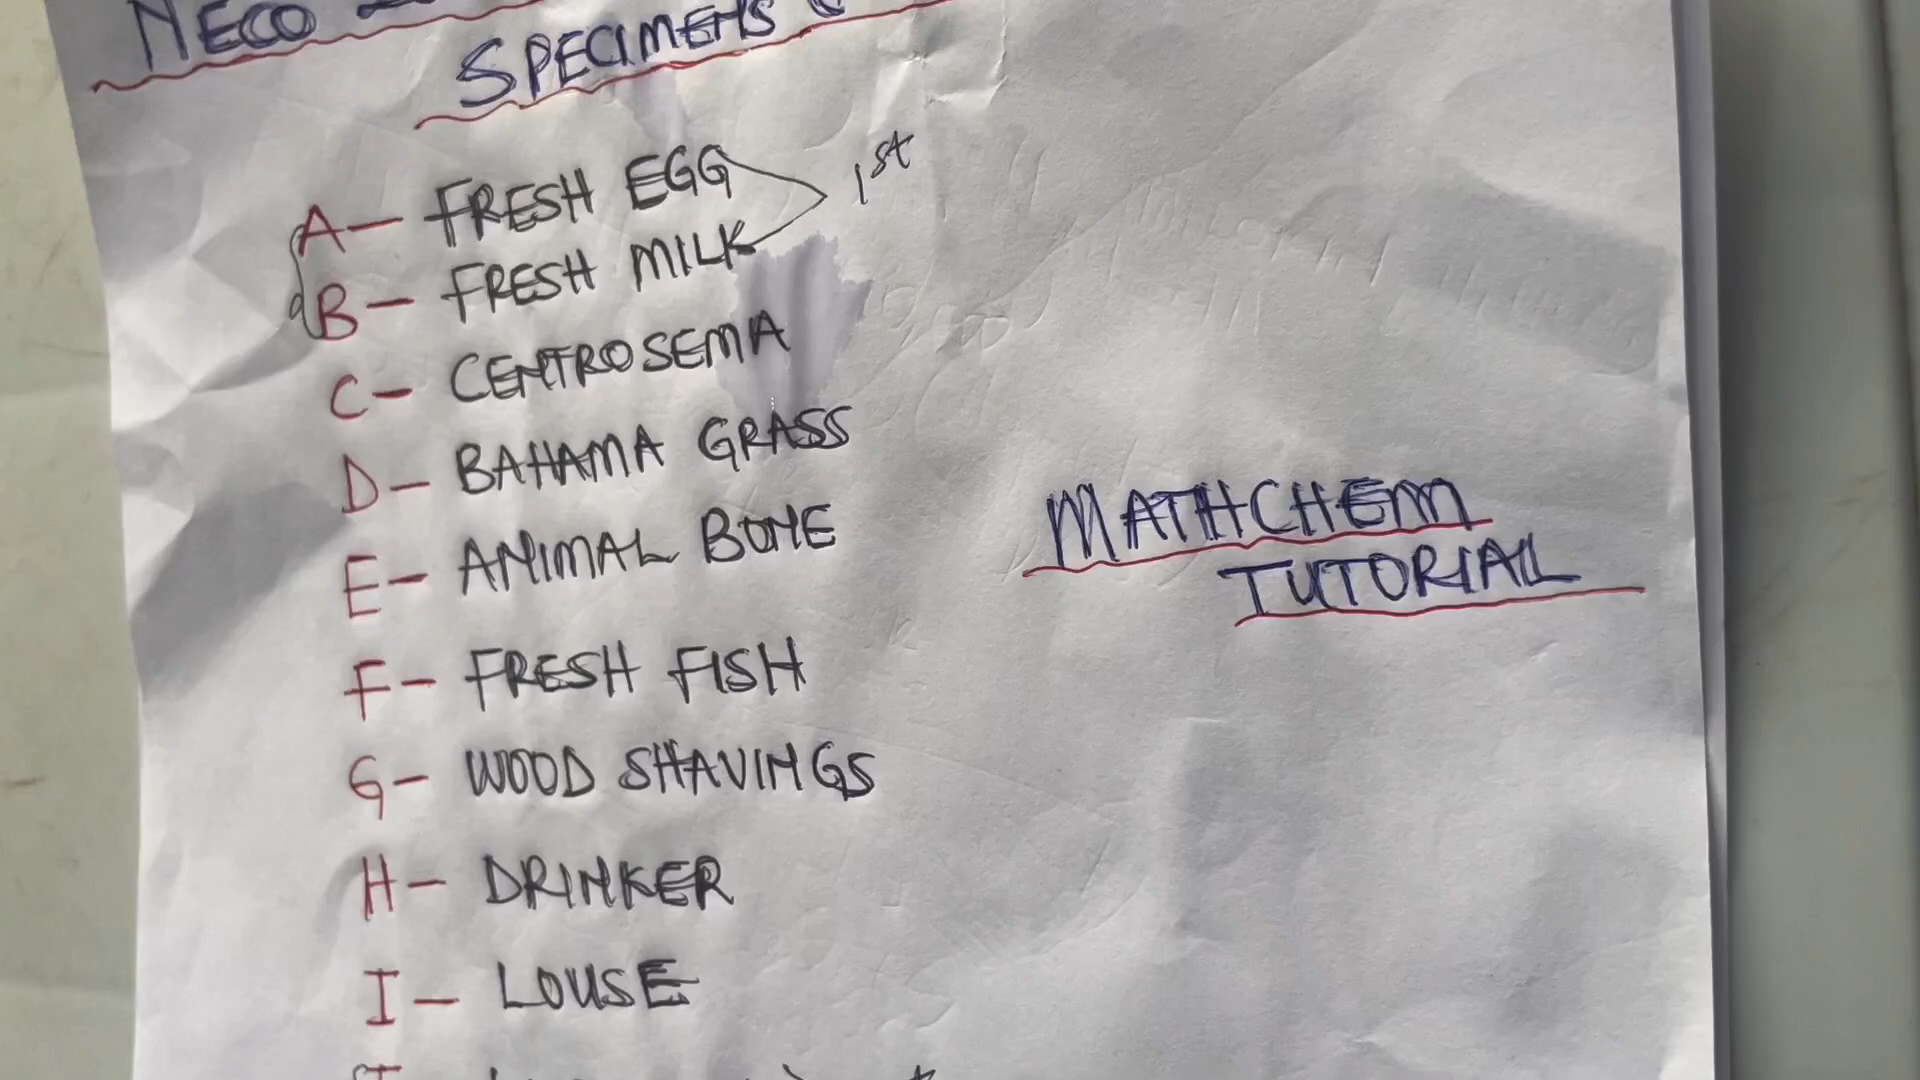 NECO
SPECIMENS
A- FRESH EGG
1st
B- FRESH MILK
C- CENTROSEMA
D- BAHAMA GRASS
E- ANIMAL BONE
F- FRESH FISH
G- WOOD SHAVINGS
H- DRINKER
I- LOUSE
MATHCHEM
TUTORIAL